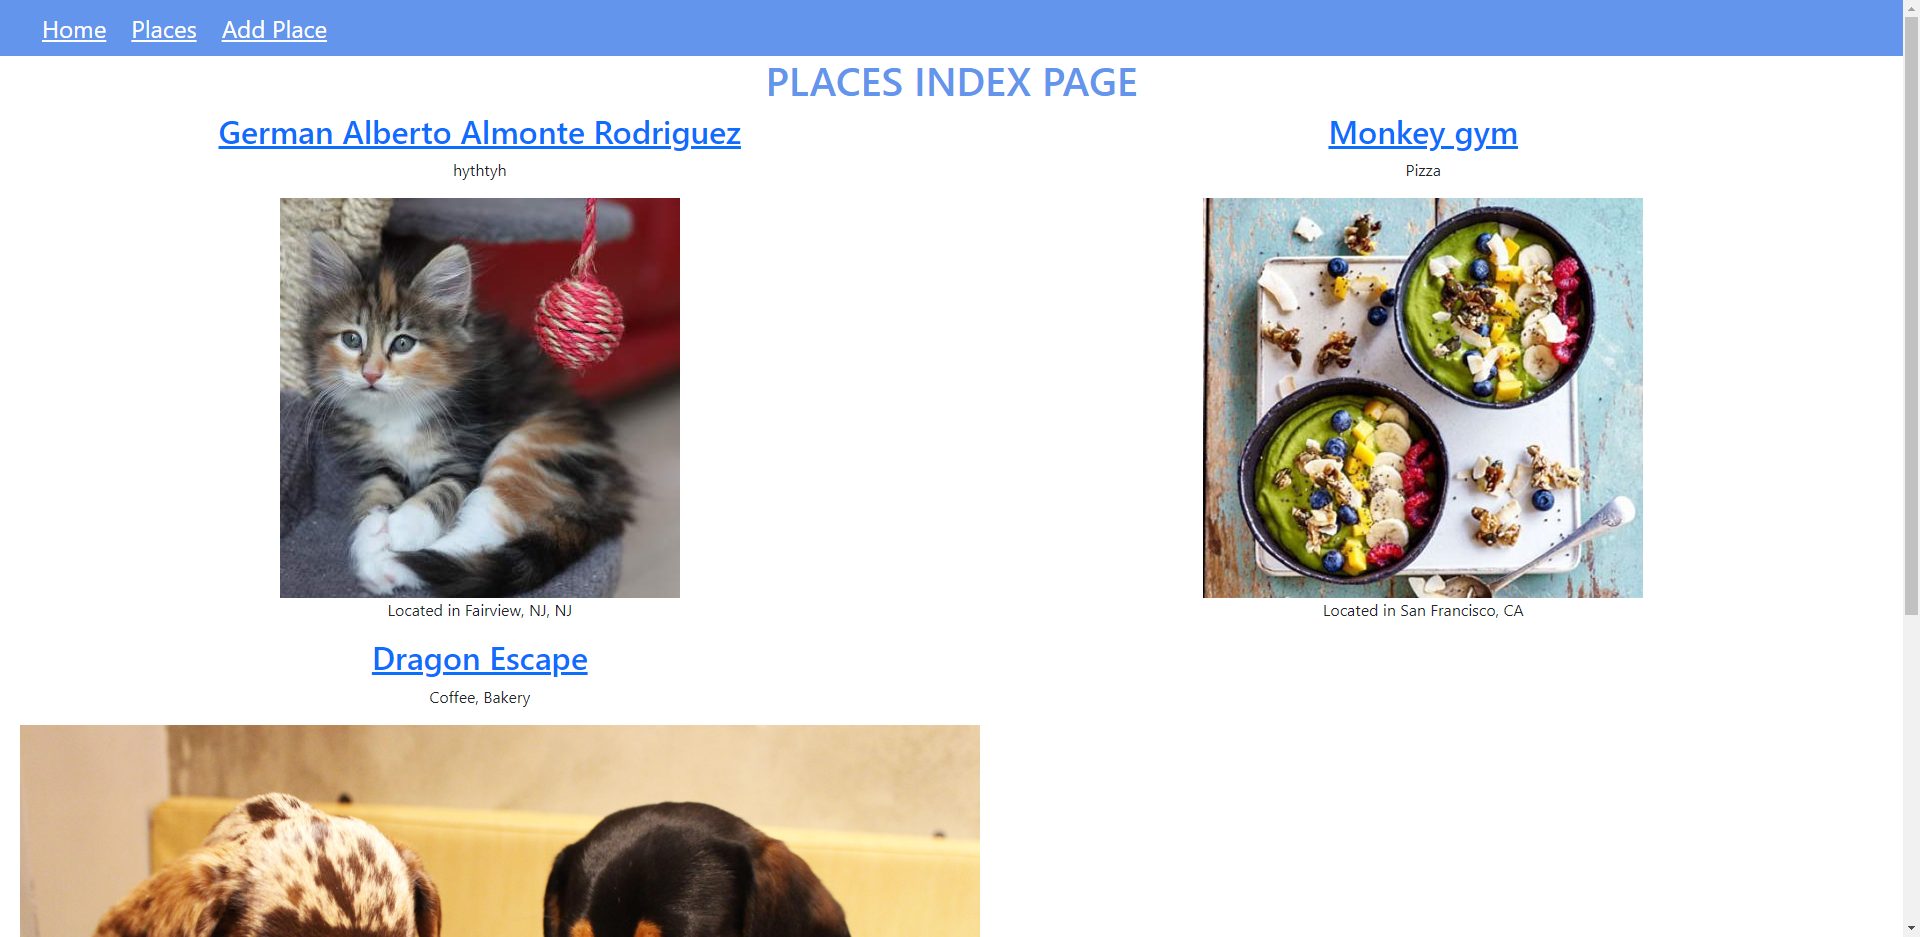 Home Places Add Place
PLACES INDEX PAGE
German Alberto Almonte Rodriguez
hythtyh
Located in Fairview, NJ, NJ
Monkey gym
Pizza
Located in San Francisco, CA
Dragon Escape
Coffee, Bakery